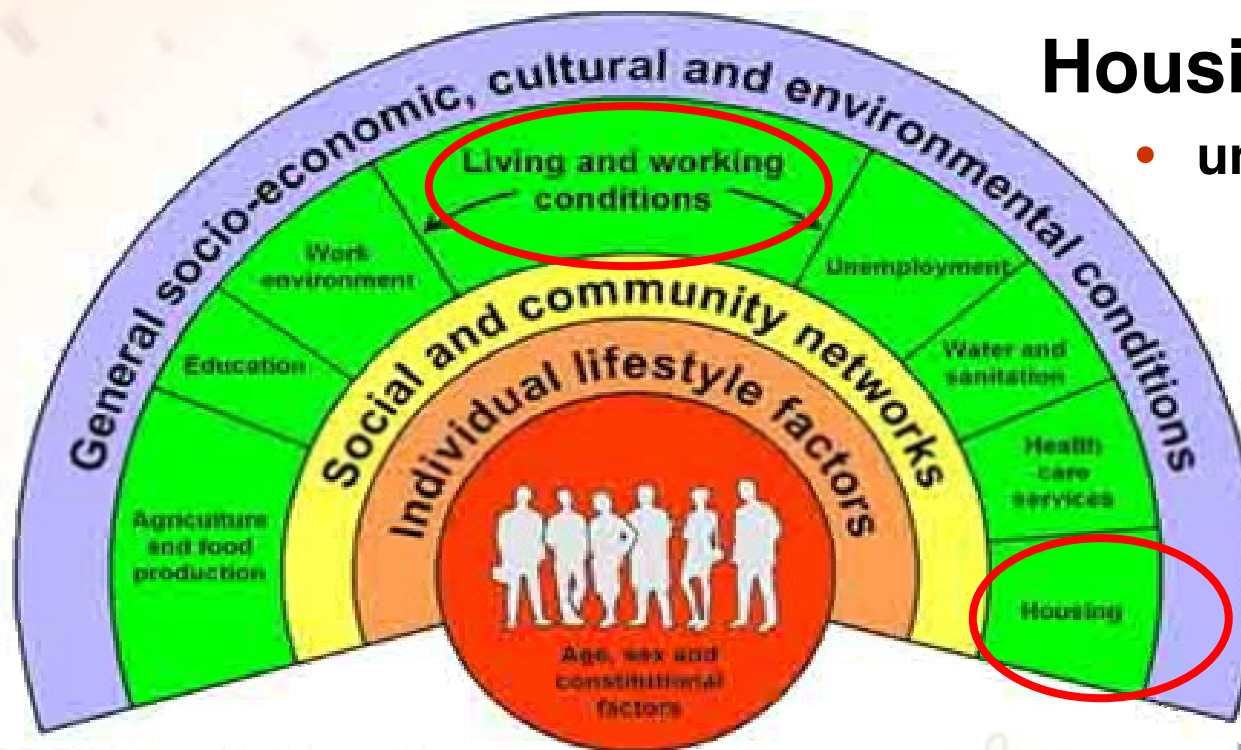 Housi
• un
General socio-economic, cultural and environmental conditions
Living and working
conditions
Work
environment
Unemployment
Education
Water and
sanitation
Agriculture
and food
production
Health
care
services
Housing
Social and community networks
Individual lifestyle factors
Age, sex and
constitutional
factors